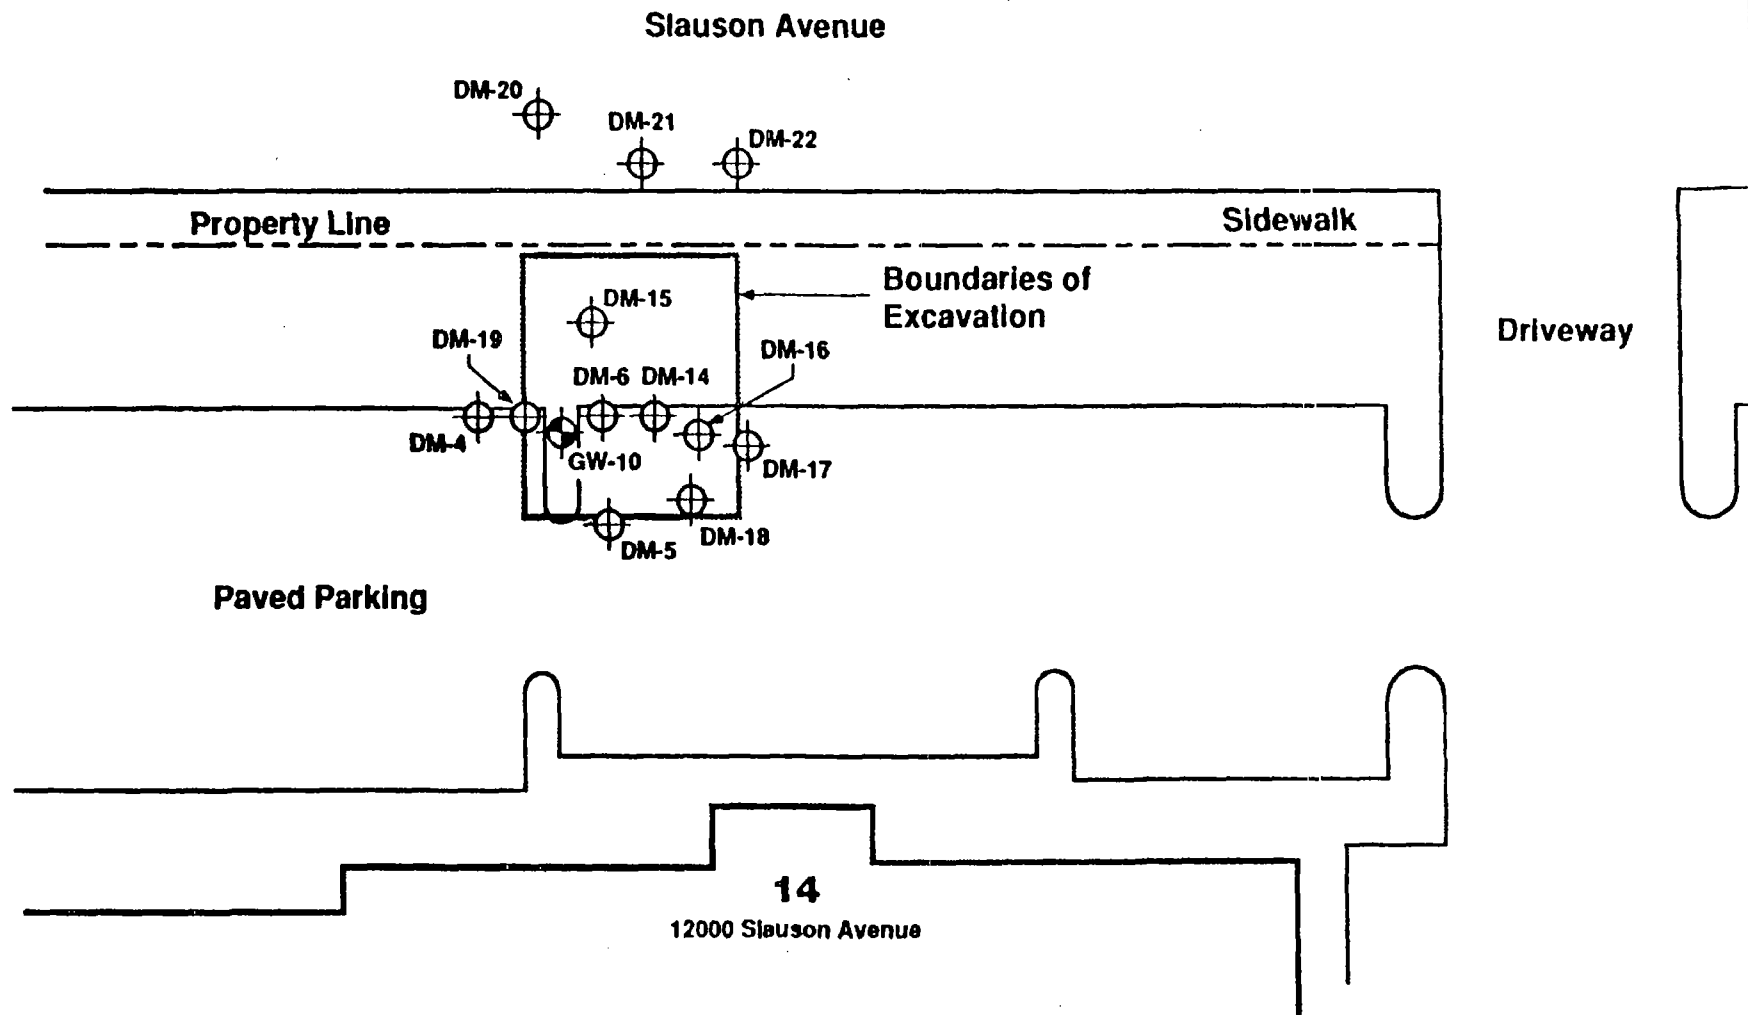 Slauson Avenue
DM-20
DM-21
DM-22
Property Line
Sidewalk
Boundaries of
Excavation
DM-15
Driveway
DM-19
DM-16
DM-6
DM-14
DM-4
GW-10
DM-17
DM-18
DM-5
Paved Parking
14
12000 Slauson Avenue